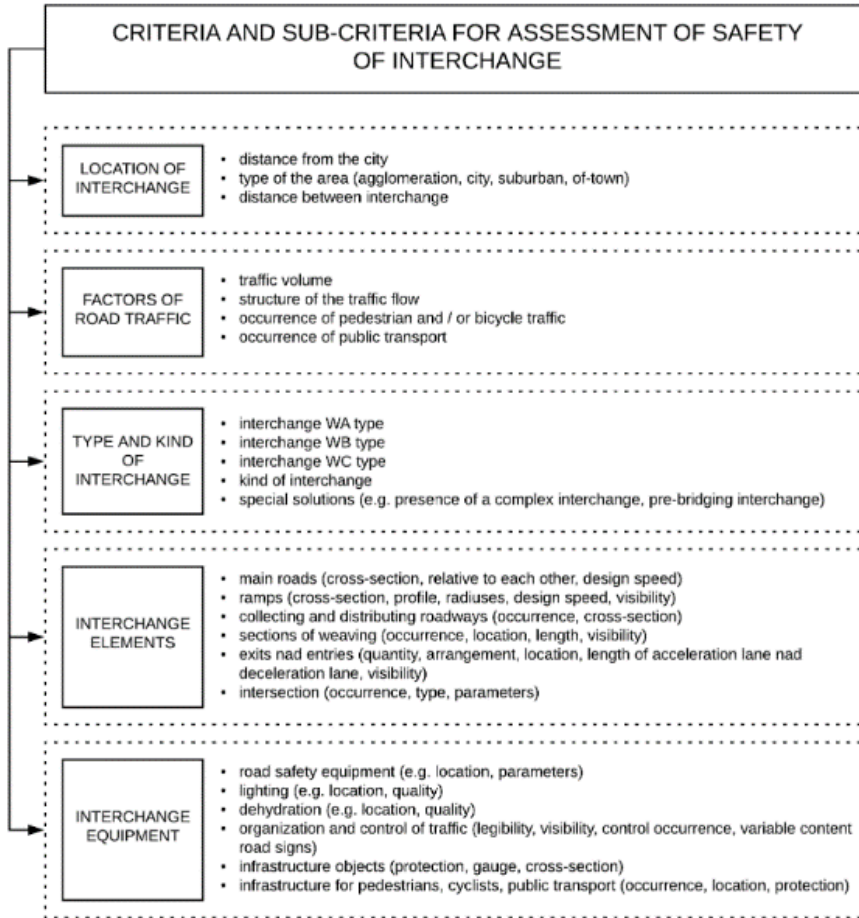 CRITERIA AND SUB-CRITERIA FOR ASSESSMENT OF SAFETY
OF INTERCHANGE
LOCATION OF
INTERCHANGE
• distance from the city
• type of the area (agglomeration, city, suburban, of-town)
• distance between interchange
FACTORS OF
ROAD TRAFFIC
• traffic volume
• structure of the traffic flow
• occurrence of pedestrian and / or bicycle traffic
• occurrence of public transport
TYPE AND KIND
OF
INTERCHANGE
• interchange WA type
• interchange WB type
• interchange WC type
• kind of interchange
• special solutions (e.g. presence of a complex interchange, pre-bridging interchange)
INTERCHANGE
ELEMENTS
• main roads (cross-section, relative to each other, design speed)
• ramps (cross-section, profile, radiuses, design speed, visibility)
• collecting and distributing roadways (occurrence, cross-section)
• sections of weaving (occurrence, location, length, visibility)
• exits nad entries (quantity, arrangement, location, length of acceleration lane nad
deceleration lane, visibility)
• intersection (occurrence, type, parameters)
INTERCHANGE
EQUIPMENT
• road safety equipment (e.g. location, parameters)
• lighting (e.g. location, quality)
• dehydration (e.g. location, quality)
• organization and control of traffic (legibility, visibility, control occurrence, variable content
road signs)
• infrastructure objects (protection, gauge, cross-section)
• infrastructure for pedestrians, cyclists, public transport (occurrence, location, protection)